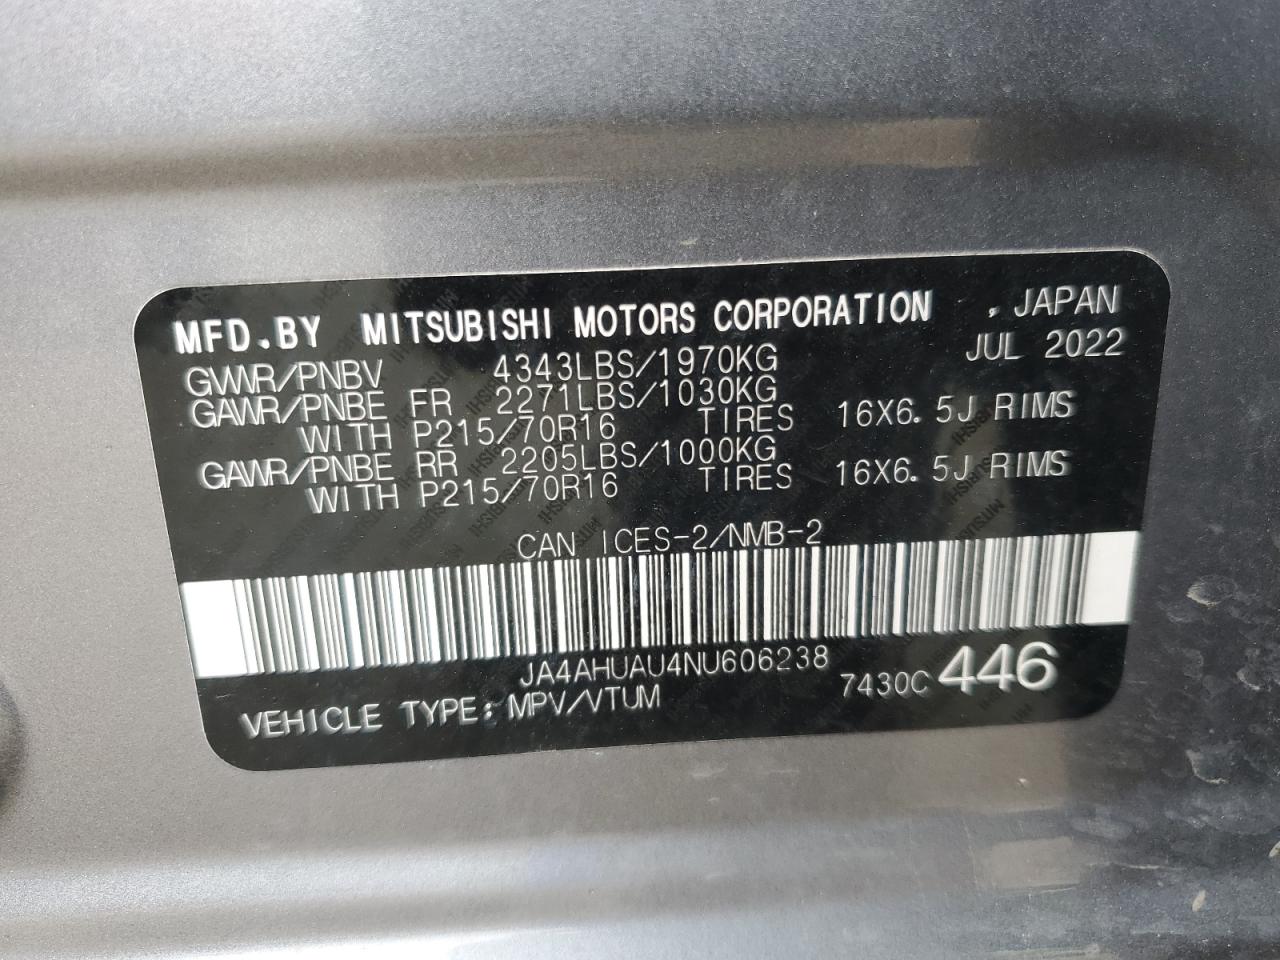 MFD.BY MITSUBISHI MOTORS CORPORATION , JAPAN
JUL 2022
GVWR/PNBV 4343LBS/1970KG
GAWR/PNBE FR 2271LBS/1030KG
WITH P215/70R16 TIRES 16X6.5J RIMS
GAWR/PNBE RR 2205LBS/1000KG
WITH P215/70R16 TIRES 16X6.5J RIMS
CAN ICES-2/NMB-2
JA4AHUAU4NU606238
7430C 446
VEHICLE TYPE: MPV/VTUM